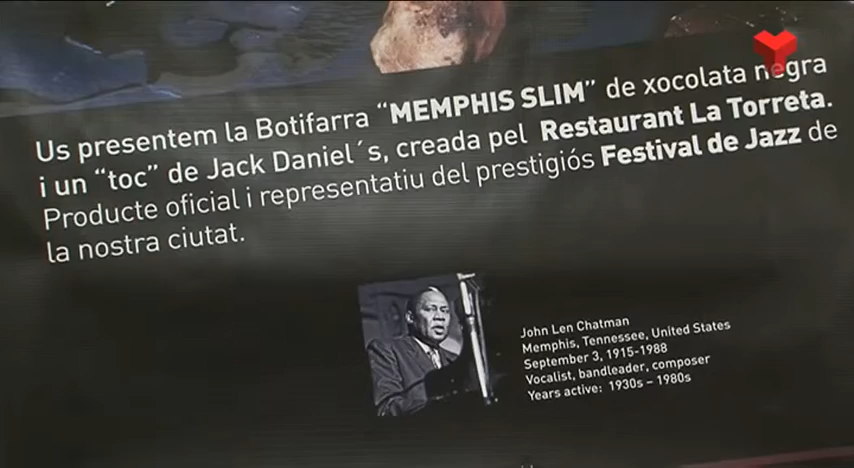 Us presentem la Botifarra “MEMPHIS SLIM” de xocolata negra
i un “toc” de Jack Daniel´s, creada pel Restaurant La Torreta.
Producte oficial i representatiu del prestigiós Festival de Jazz de
la nostra ciutat.
John Len Chatman
Memphis, Tennessee, United States
September 3, 1915-1988
Vocalist, bandleader, composer
Years active: 1930s – 1980s